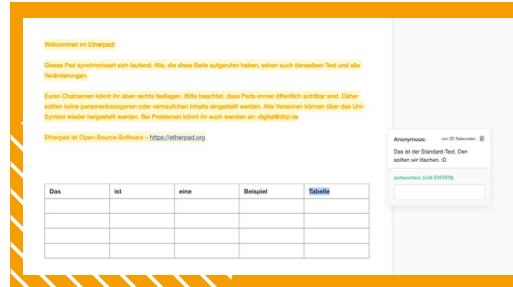 Willkommen im Etherpad!
Dieses Pad synchronisiert sich laufend: Alle, die diese Seite aufgerufen haben, sehen auch denselben Text und alle
Veränderungen.
Euren Chatnamen könnt ihr oben rechts festlegen. Bitte beachtet, dass Pads immer öffentlich sichtbar sind. Daher
sollten keine personenbezogenen oder vertraulichen Inhalte eingestellt werden. Alte Versionen können über das Uhr-
Symbol wieder hergestellt werden. Bei Problemen könnt ihr euch wenden an: digital@dbjr.de
Etherpad ist Open-Source-Software – https://etherpad.org
Anonymous: vor 22 Sekunden
Das ist der Standard-Text. Den
sollten wir löschen. :D
antworten: (mit ENTER)
Das ist eine Beispiel Tabelle